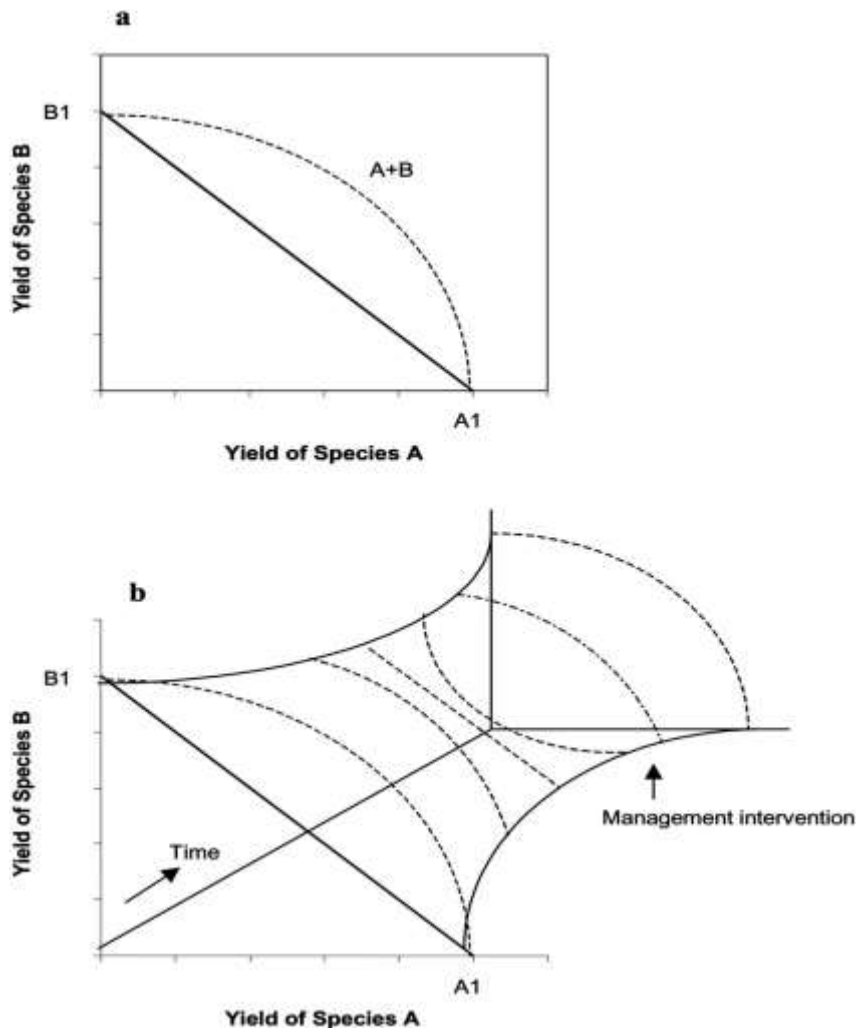 a
B1
A+B
Yield of Species B
A1
Yield of Species A
b
B1
Yield of Species B
Management intervention
Time
A1
Yield of Species A